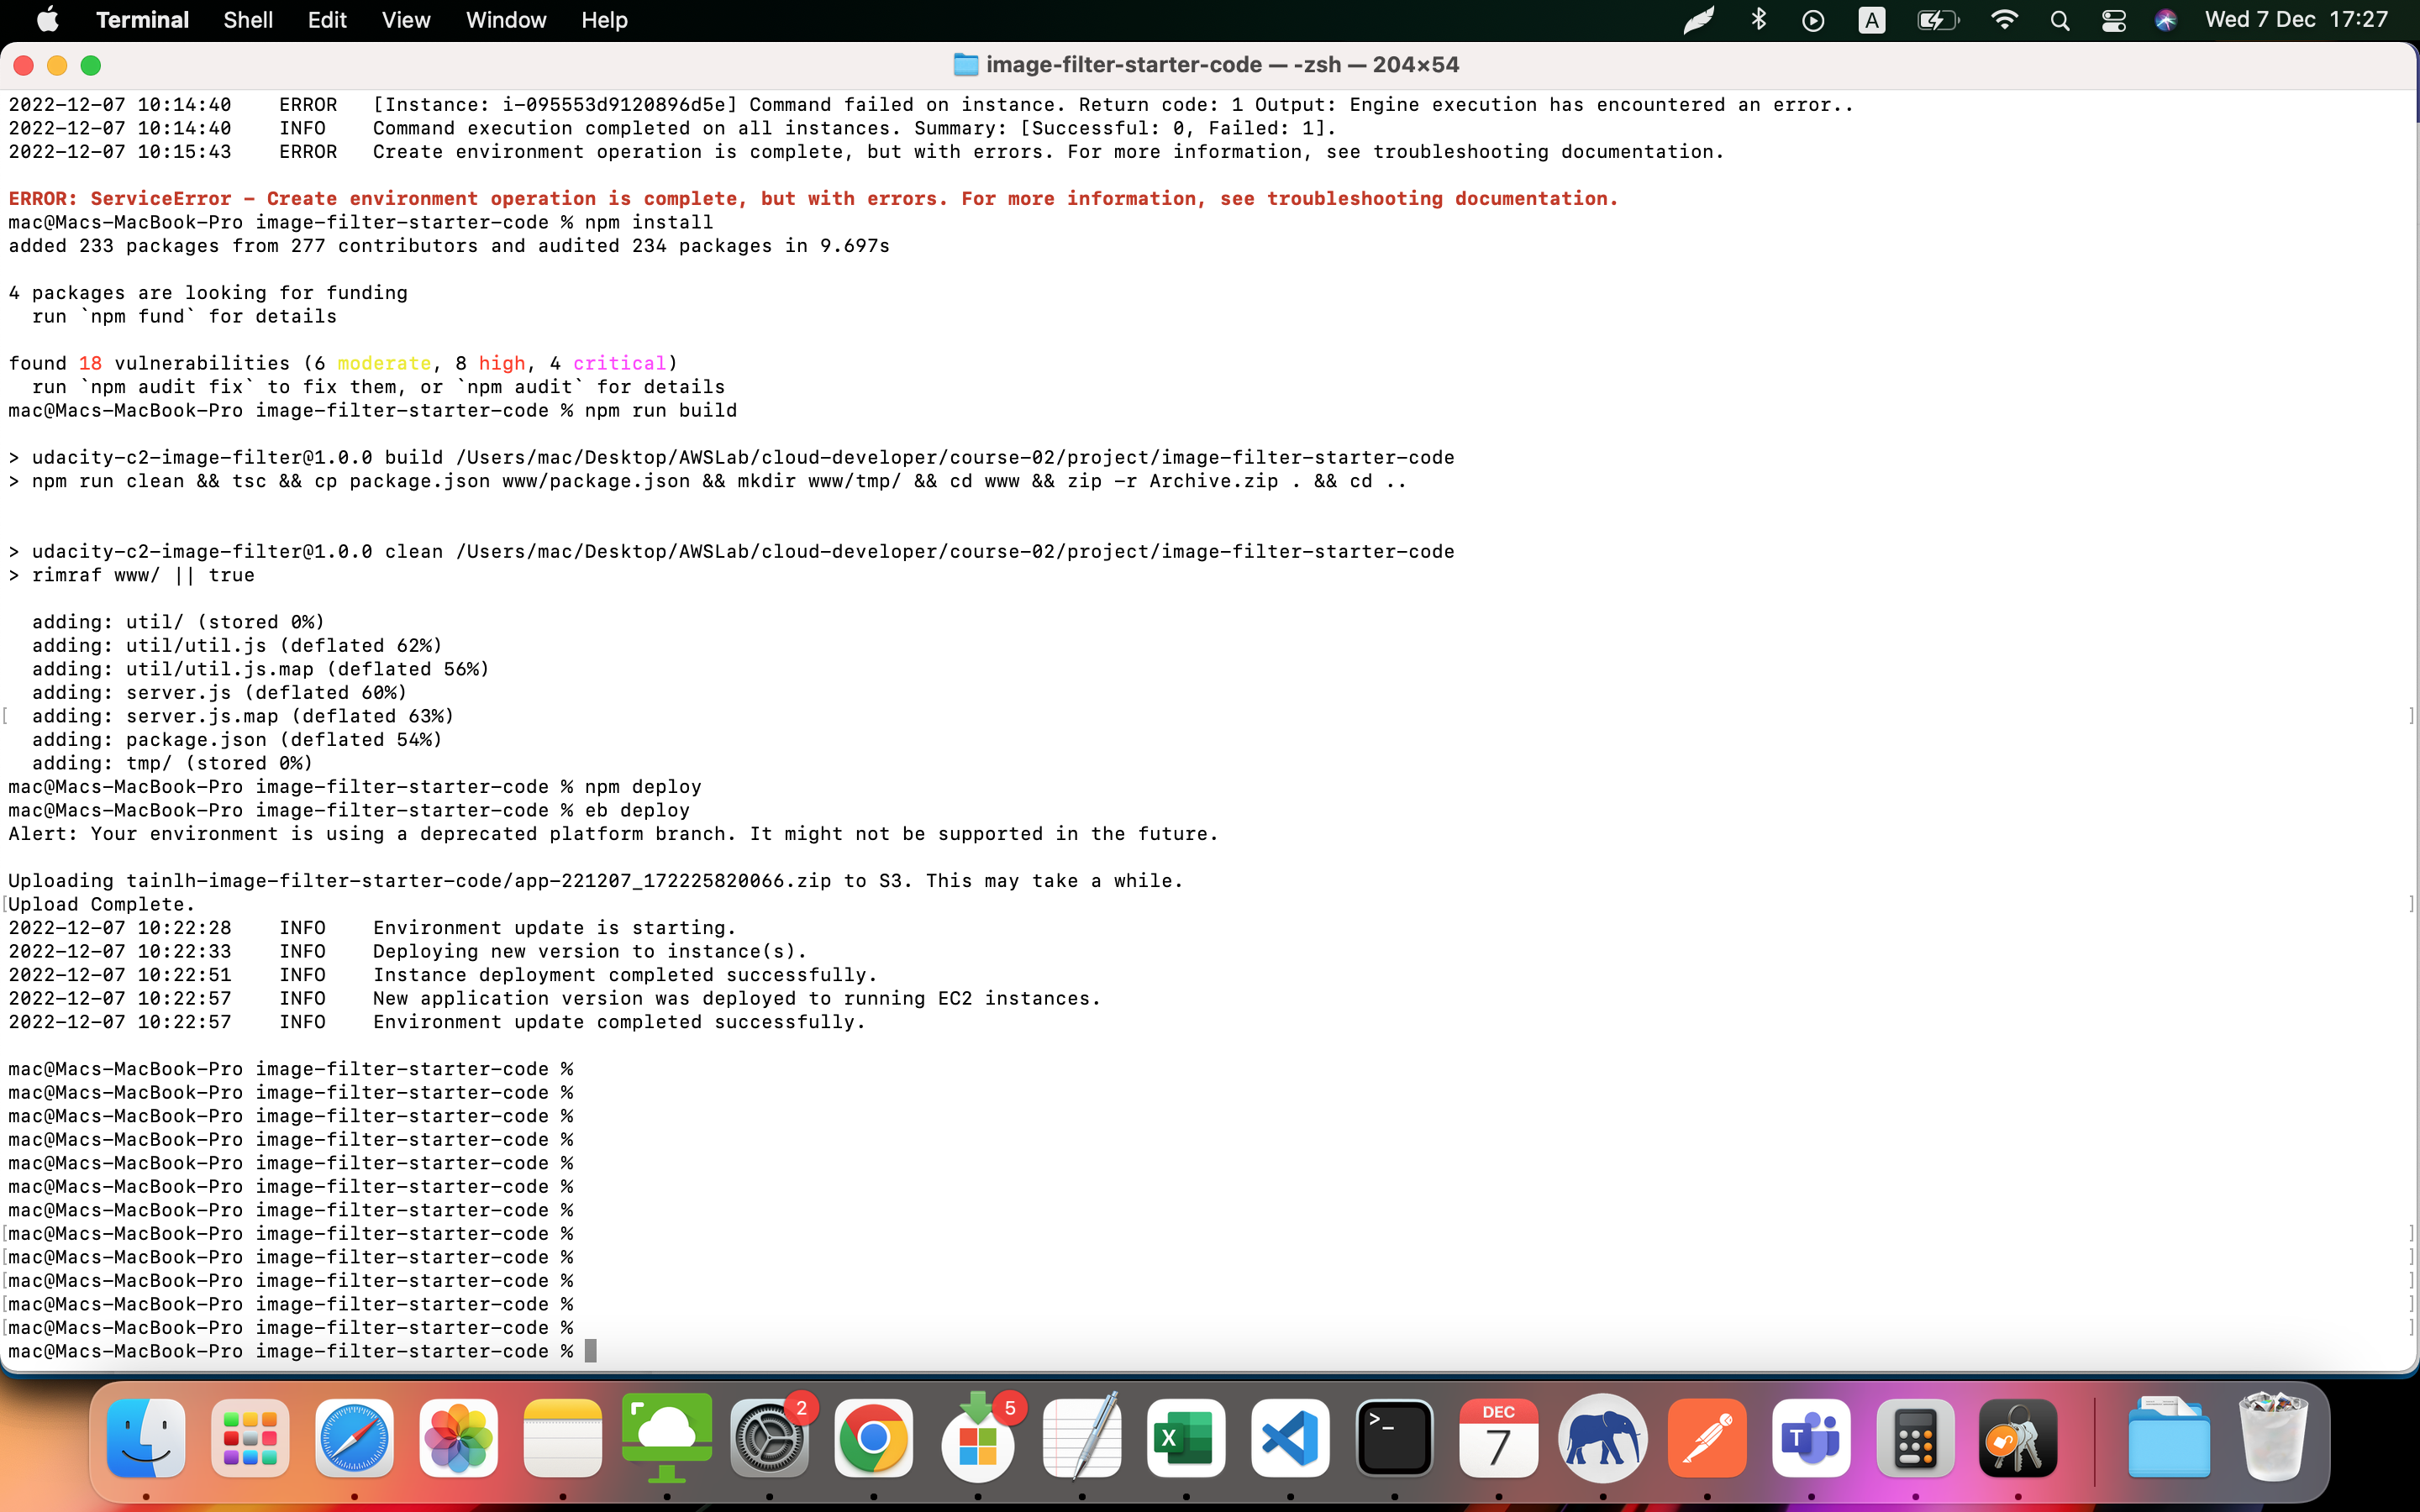 Terminal Shell Edit View Window Help A Wed 7 Dec 17:27
image-filter-starter-code — -zsh — 204×54
2022-12-07 10:14:40    ERROR   [Instance: i-095553d9120896d5e] Command failed on instance. Return code: 1 Output: Engine execution has encountered an error..
2022-12-07 10:14:40    INFO    Command execution completed on all instances. Summary: [Successful: 0, Failed: 1].
2022-12-07 10:15:43    ERROR   Create environment operation is complete, but with errors. For more information, see troubleshooting documentation.
ERROR: ServiceError - Create environment operation is complete, but with errors. For more information, see troubleshooting documentation.
mac@Macs-MacBook-Pro image-filter-starter-code % npm install
added 233 packages from 277 contributors and audited 234 packages in 9.697s
4 packages are looking for funding
  run `npm fund` for details
found 18 vulnerabilities (6 moderate, 8 high, 4 critical)
  run `npm audit fix` to fix them, or `npm audit` for details
mac@Macs-MacBook-Pro image-filter-starter-code % npm run build
> udacity-c2-image-filter@1.0.0 build /Users/mac/Desktop/AWSLab/cloud-developer/course-02/project/image-filter-starter-code
> npm run clean && tsc && cp package.json www/package.json && mkdir www/tmp/ && cd www && zip -r Archive.zip . && cd ..
> udacity-c2-image-filter@1.0.0 clean /Users/mac/Desktop/AWSLab/cloud-developer/course-02/project/image-filter-starter-code
> rimraf www/ || true
  adding: util/ (stored 0%)
  adding: util/util.js (deflated 62%)
  adding: util/util.js.map (deflated 56%)
  adding: server.js (deflated 60%)
[ adding: server.js.map (deflated 63%) ]
  adding: package.json (deflated 54%)
  adding: tmp/ (stored 0%)
mac@Macs-MacBook-Pro image-filter-starter-code % npm deploy
mac@Macs-MacBook-Pro image-filter-starter-code % eb deploy
Alert: Your environment is using a deprecated platform branch. It might not be supported in the future.
Uploading tainlh-image-filter-starter-code/app-221207_172225820066.zip to S3. This may take a while.
[Upload Complete. ]
2022-12-07 10:22:28    INFO    Environment update is starting.
2022-12-07 10:22:33    INFO    Deploying new version to instance(s).
2022-12-07 10:22:51    INFO    Instance deployment completed successfully.
2022-12-07 10:22:57    INFO    New application version was deployed to running EC2 instances.
2022-12-07 10:22:57    INFO    Environment update completed successfully.
mac@Macs-MacBook-Pro image-filter-starter-code %
mac@Macs-MacBook-Pro image-filter-starter-code %
mac@Macs-MacBook-Pro image-filter-starter-code %
mac@Macs-MacBook-Pro image-filter-starter-code %
mac@Macs-MacBook-Pro image-filter-starter-code %
mac@Macs-MacBook-Pro image-filter-starter-code %
mac@Macs-MacBook-Pro image-filter-starter-code %
[mac@Macs-MacBook-Pro image-filter-starter-code % ]
[mac@Macs-MacBook-Pro image-filter-starter-code % ]
[mac@Macs-MacBook-Pro image-filter-starter-code % ]
[mac@Macs-MacBook-Pro image-filter-starter-code % ]
[mac@Macs-MacBook-Pro image-filter-starter-code % ]
mac@Macs-MacBook-Pro image-filter-starter-code %
2 5 X >_ DEC 7 T